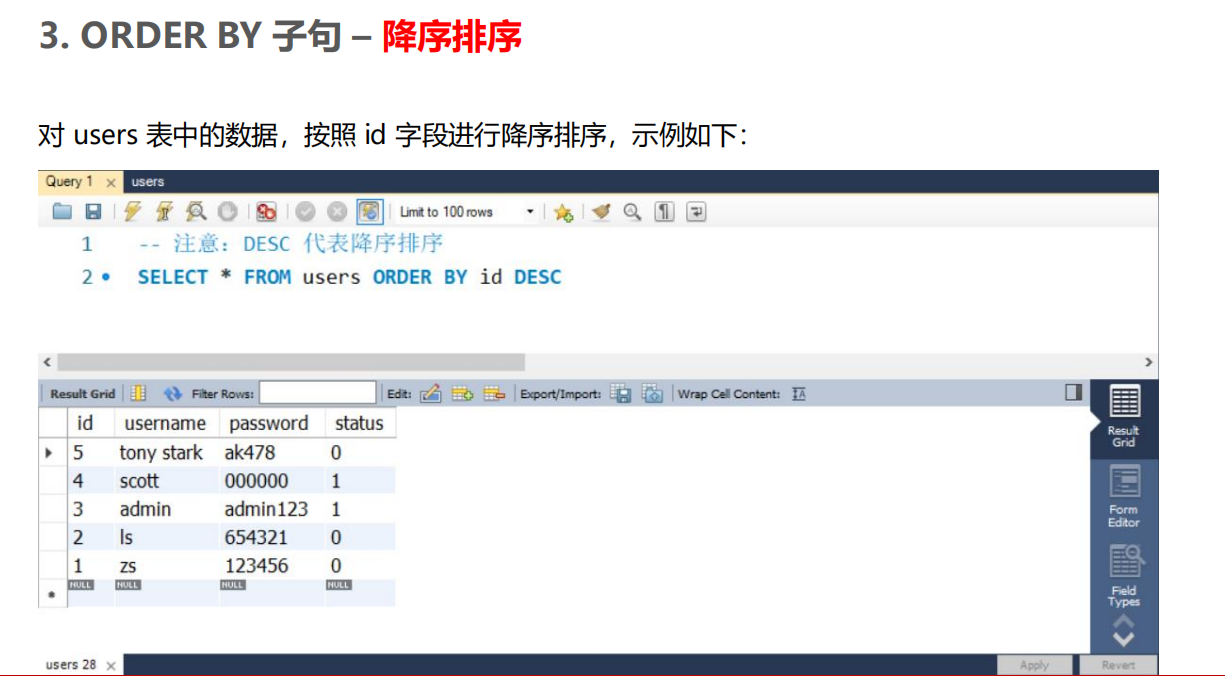 3. ORDER BY 子句 – 降序排序
对 users 表中的数据，按照 id 字段进行降序排序，示例如下：
Query 1 users
Limit to 100 rows
1 -- 注意：DESC 代表降序排序
2 SELECT * FROM users ORDER BY id DESC
Result Grid Filter Rows: Edit: Export/Import: Wrap Cell Content:
id username password status
5 tony stark ak478 0
4 scott 000000 1
3 admin admin123 1
2 ls 654321 0
1 zs 123456 0
NULL NULL NULL NULL
Result
Grid
Form
Editor
Field
Types
users 28 Apply Revert